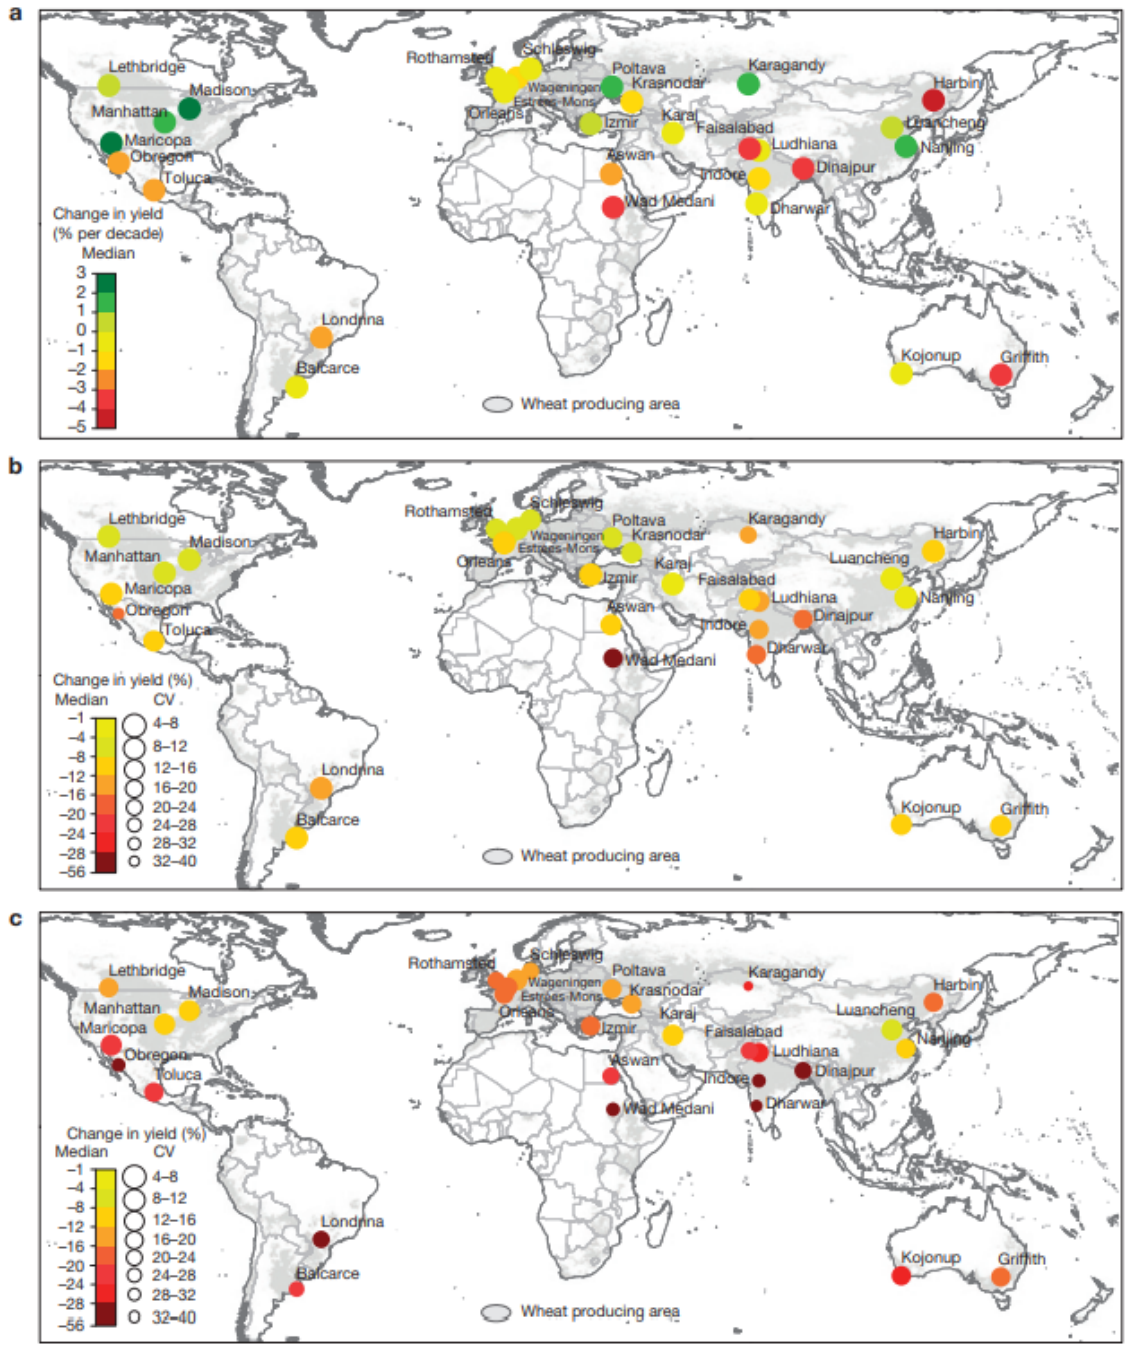 a
Rothamsted
Schleswig
Lethbridge
Poltava
Karagandy
Madison
Wageningen
Krasnodar
Harbin
Manhattan
Estrees-Mons
Orleans
Izmir
Karaj
Faisalabad
Luancheng
Maricopa
Ludhiana
Nanjing
Obregon
Aswan
Indore
Dinajpur
Toluca
Wad Medani
Dharwar
Change in yield
(% per decade)
Median
3
2
1
0
–1
–2
–3
–4
–5
Londrina
Balcarce
Kojonup
Griffith
Wheat producing area
b
Rothamsted
Schleswig
Lethbridge
Poltava
Karagandy
Madison
Wageningen
Krasnodar
Harbin
Manhattan
Estrees-Mons
Orleans
Karaj
Luancheng
Izmir
Faisalabad
Maricopa
Ludhiana
Nanjing
Obregon
Aswan
Indore
Dinajpur
Toluca
Dharwar
Wad Medani
Change in yield (%)
Median CV
–1
–4
–8
–12
–16
–20
–24
–28
–56
4–8
8–12
12–16
16–20
20–24
24–28
28–32
32–40
Londrina
Balcarce
Kojonup
Griffith
Wheat producing area
c
Rothamsted
Schleswig
Lethbridge
Poltava
Karagandy
Madison
Wageningen
Krasnodar
Harbin
Manhattan
Estrees-Mons
Orleans
Karaj
Luancheng
Maricopa
Izmir
Faisalabad
Nanjing
Obregon
Ludhiana
Aswan
Toluca
Indore
Dinajpur
Wad Medani
Dharwar
Change in yield (%)
Median CV
–1
–4
–8
–12
–16
–20
–24
–28
–56
4–8
8–12
12–16
16–20
20–24
24–28
28–32
32–40
Londrina
Balcarce
Kojonup
Griffith
Wheat producing area